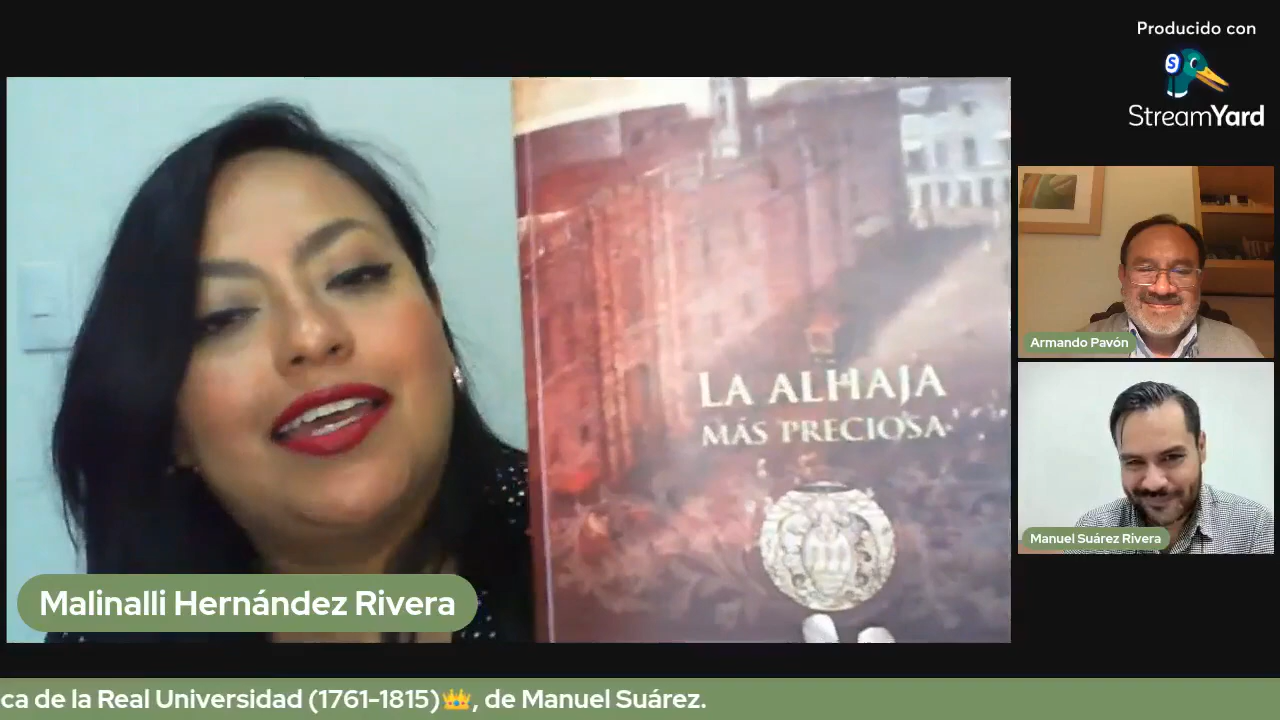 Producido con
StreamYard
LA ALHAJA
MÁS PRECIOSA
Armando Pavón
Manuel Suárez Rivera
Malinalli Hernández Rivera
ca de la Real Universidad (1761-1815)👑, de Manuel Suárez.